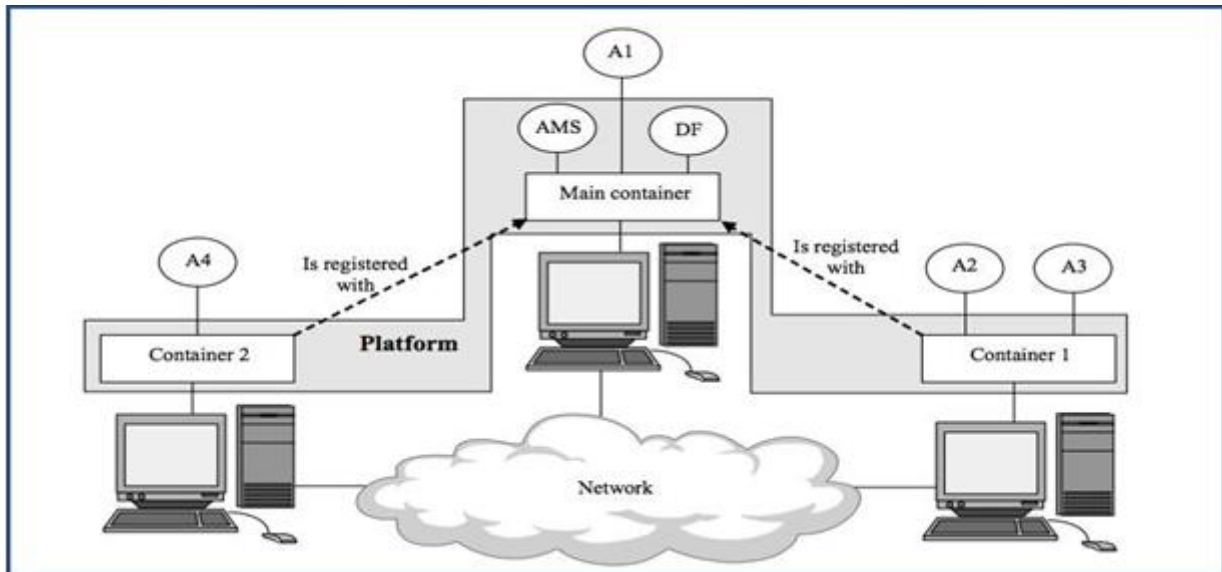 A1
AMS
DF
Main container
A4
Is registered
with
Is registered
with
A2
A3
Platform
Container 2
Container 1
Network